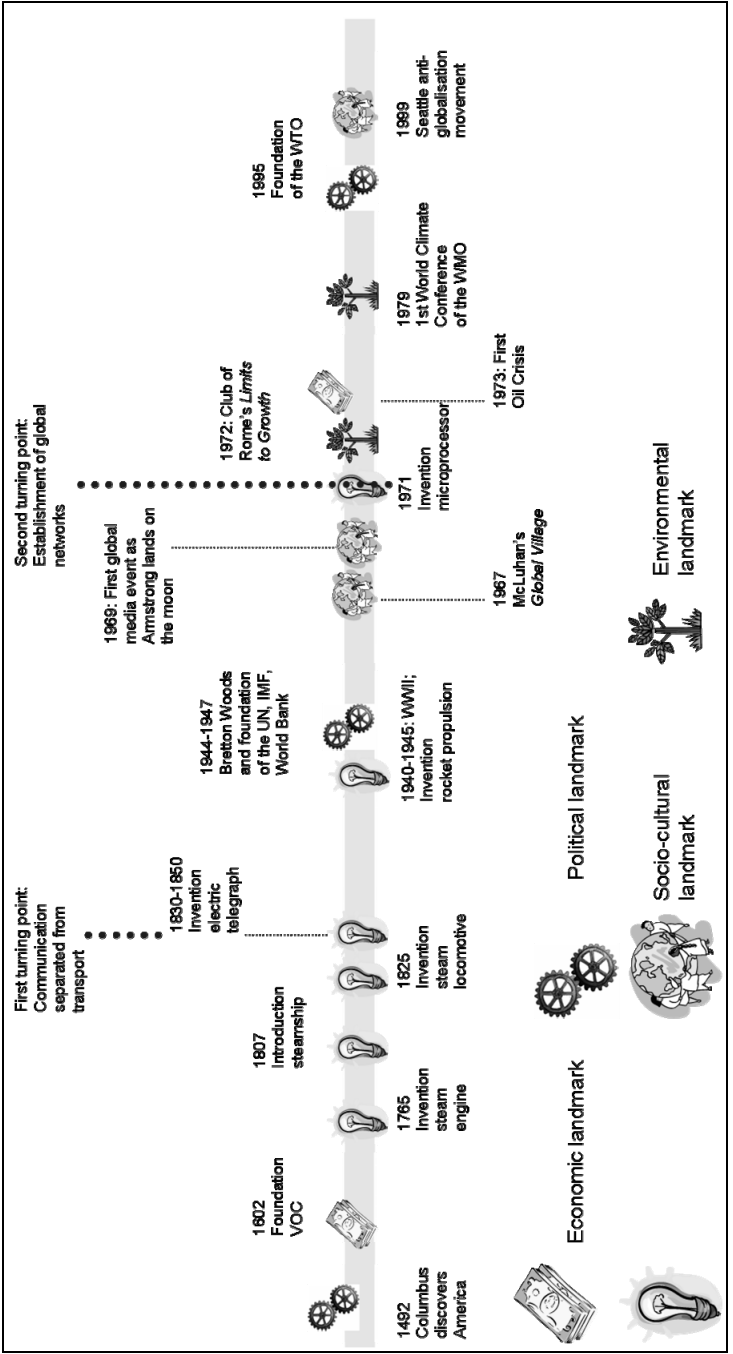 First turning point:
Communication
separated from
transport
Second turning point:
Establishment of global
networks
1969: First global
media event as
Armstrong lands on
the moon
1830-1850
Invention
electric
telegraph
1944-1947
Bretton Woods
and foundation
of the UN, IMF,
World Bank
1972: Club of
Rome's Limits
to Growth
1602
Foundation
VOC
1807
Introduction
steamship
1995
Foundation
of the WTO
1492
Columbus
discovers
America
1765
Invention
steam
engine
1825
Invention
steam
locomotive
1940-1945: WWII;
Invention
rocket propulsion
1971
Invention
microprocessor
1979
1st World Climate
Conference
of the WMO
1999
Seattle anti-
globalisation
movement
1967
McLuhan's
Global Village
1973: First
Oil Crisis
Economic landmark
Political landmark
Socio-cultural
landmark
Environmental
landmark